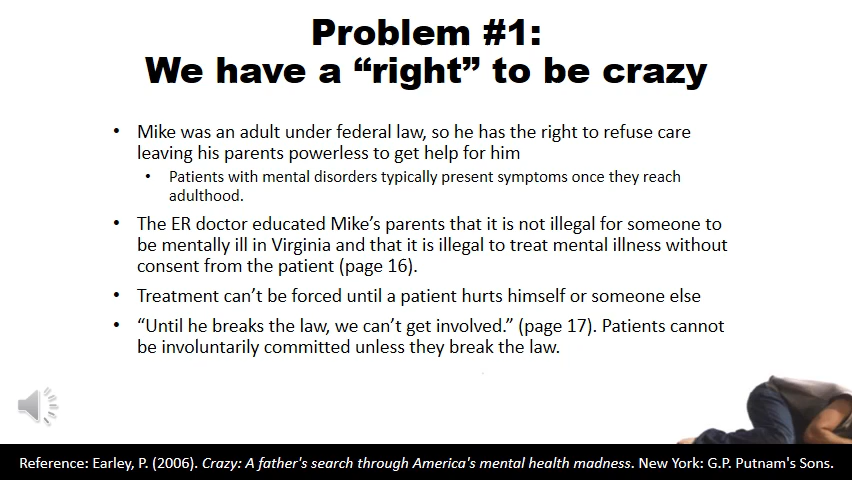 Problem #1:
We have a “right” to be crazy
• Mike was an adult under federal law, so he has the right to refuse care
leaving his parents powerless to get help for him
• Patients with mental disorders typically present symptoms once they reach
adulthood.
• The ER doctor educated Mike’s parents that it is not illegal for someone to
be mentally ill in Virginia and that it is illegal to treat mental illness without
consent from the patient (page 16).
• Treatment can’t be forced until a patient hurts himself or someone else
• “Until he breaks the law, we can’t get involved.” (page 17). Patients cannot
be involuntarily committed unless they break the law.
Reference: Earley, P. (2006). Crazy: A father's search through America's mental health madness. New York: G.P. Putnam's Sons.